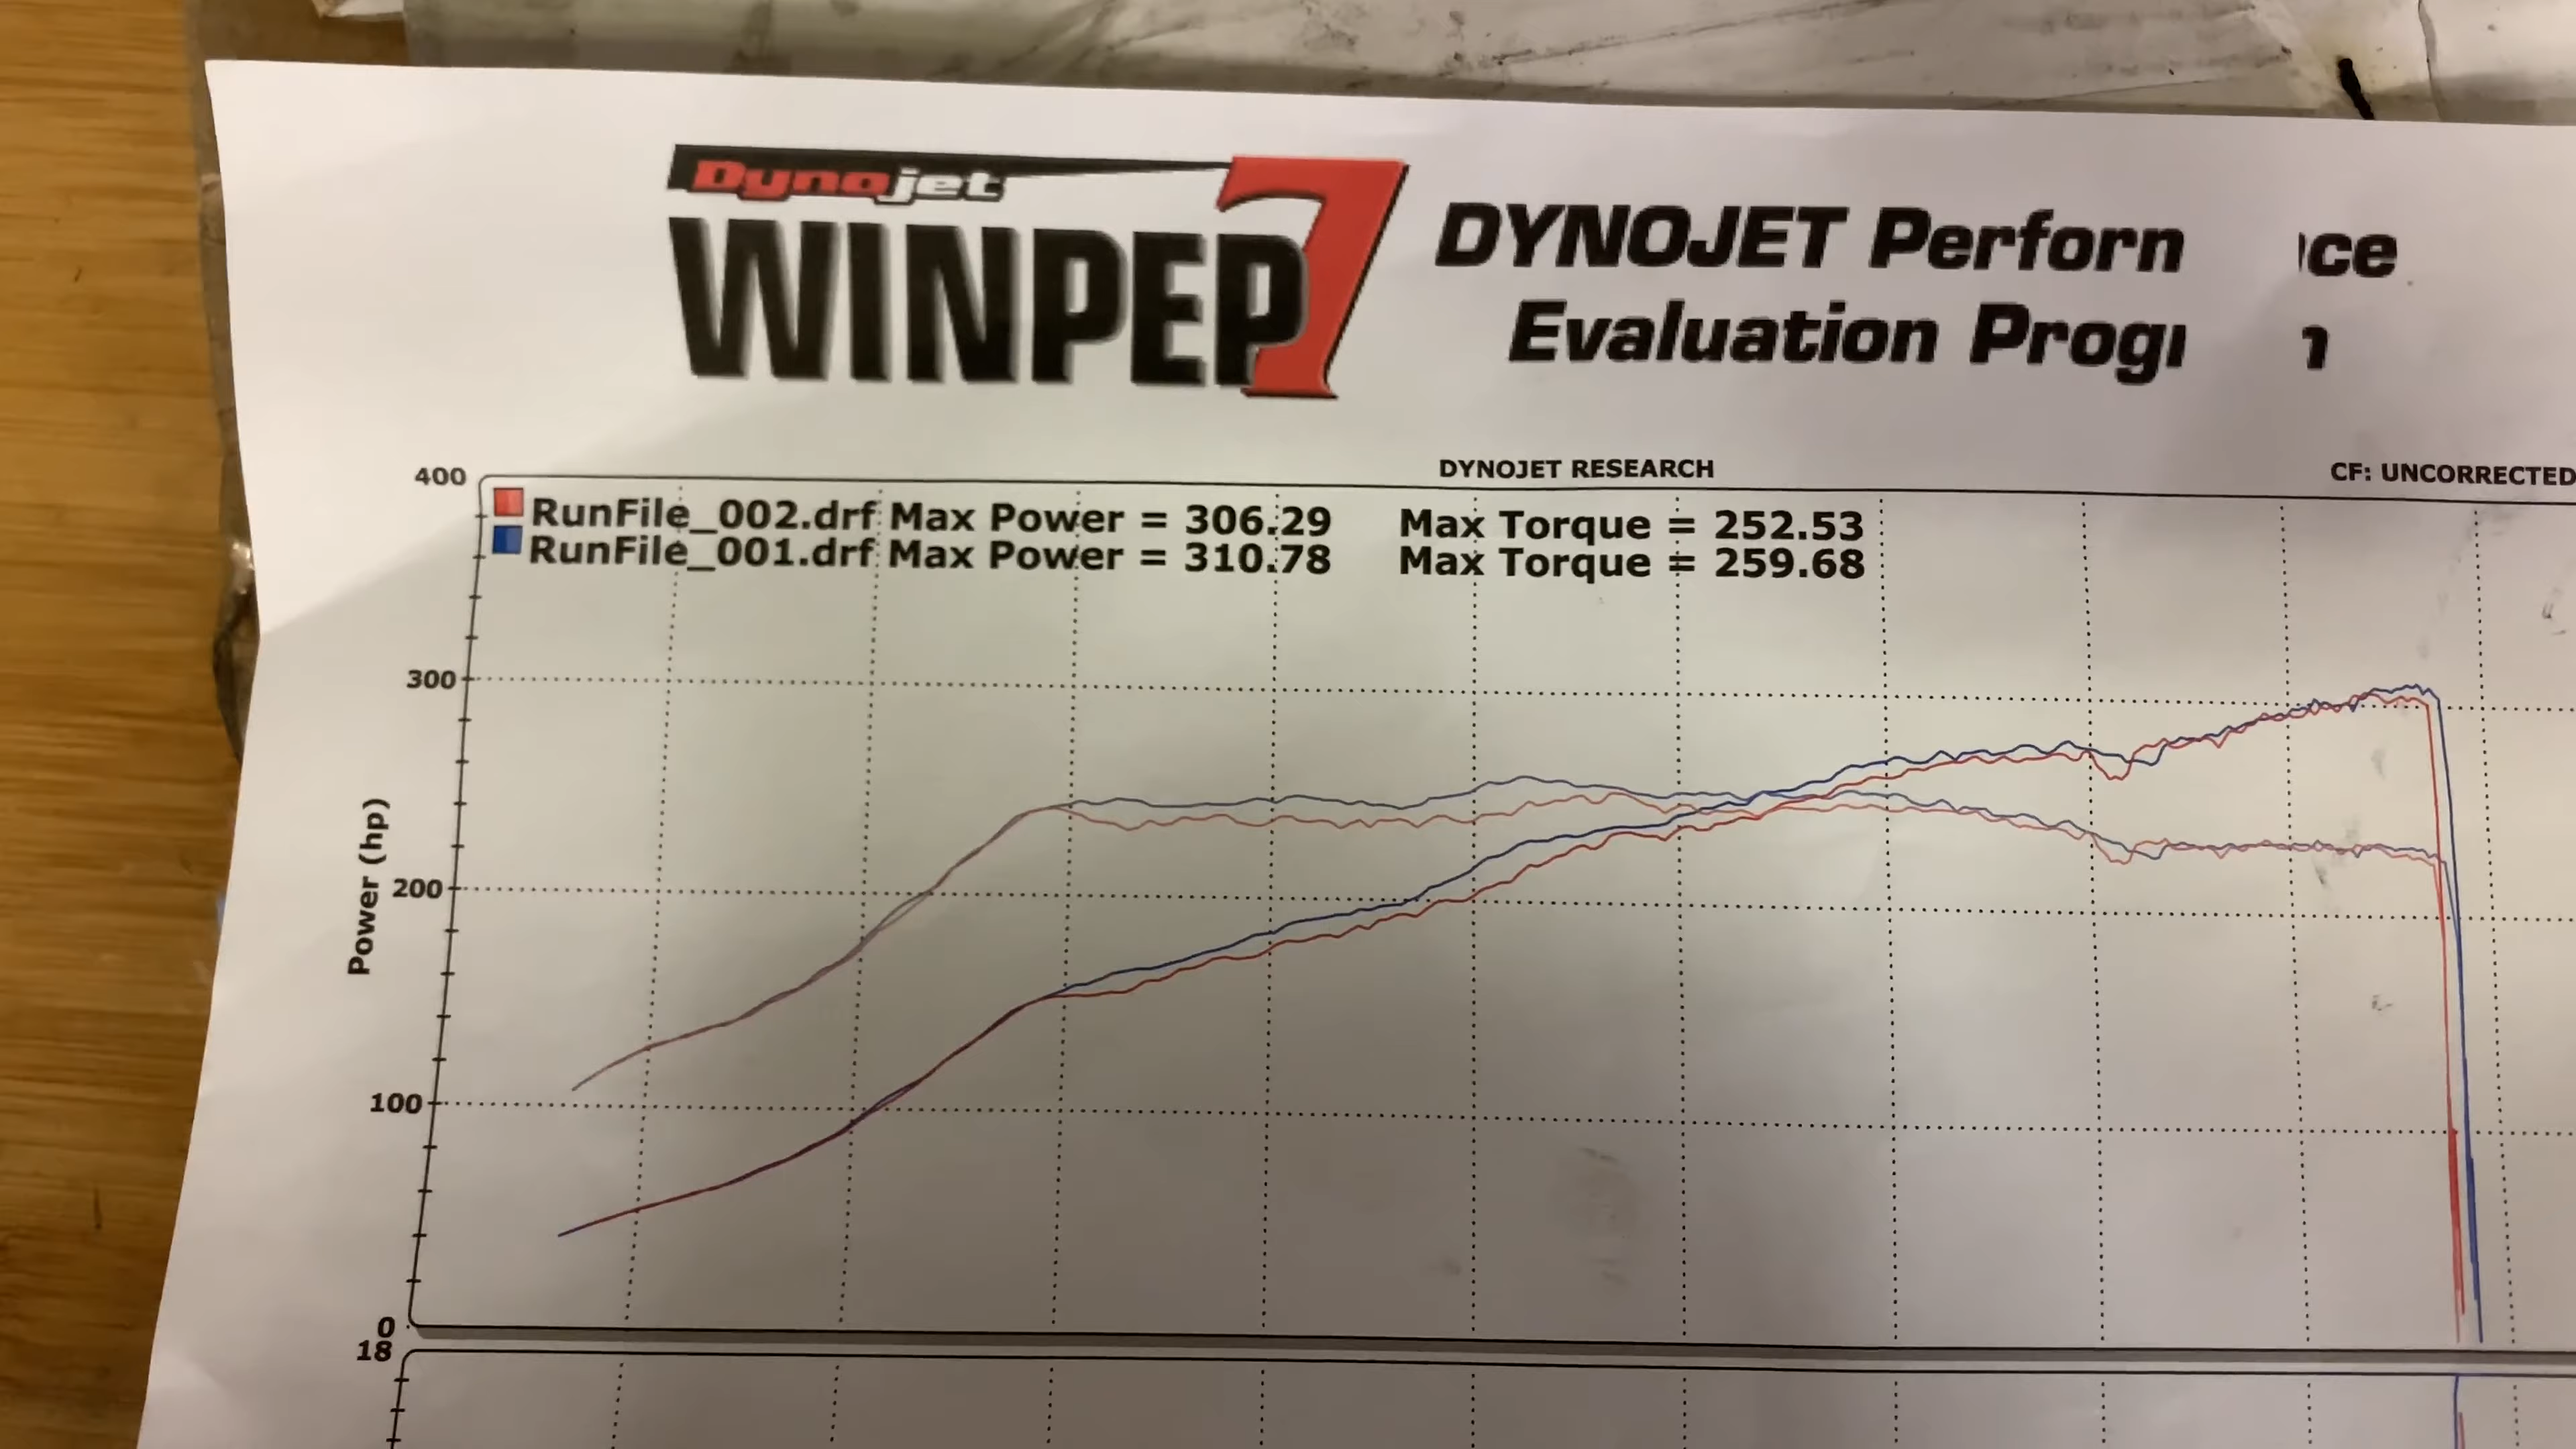 Dynojet
WINPEP7
DYNOJET Perforn ce
Evaluation Prog
DYNOJET RESEARCH
CF: UNCORRECTED
400
RunFile_002.drf Max Power = 306.29 Max Torque = 252.53
RunFile_001.drf Max Power = 310.78 Max Torque = 259.68
300
Power (hp)
200
100
0
18